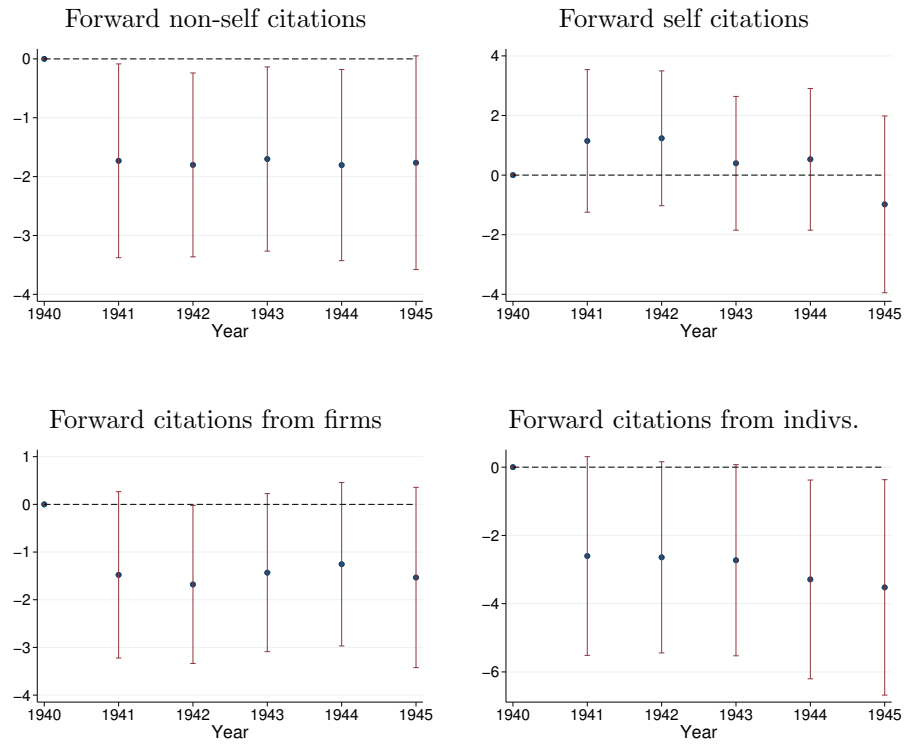 Forward non-self citations
0
−1
−2
−3
−4
1940 1941 1942 1943 1944 1945
Year
Forward self citations
4
2
0
−2
−4
1940 1941 1942 1943 1944 1945
Year
Forward citations from firms
1
0
−1
−2
−3
−4
1940 1941 1942 1943 1944 1945
Year
Forward citations from indivs.
0
−2
−4
−6
1940 1941 1942 1943 1944 1945
Year